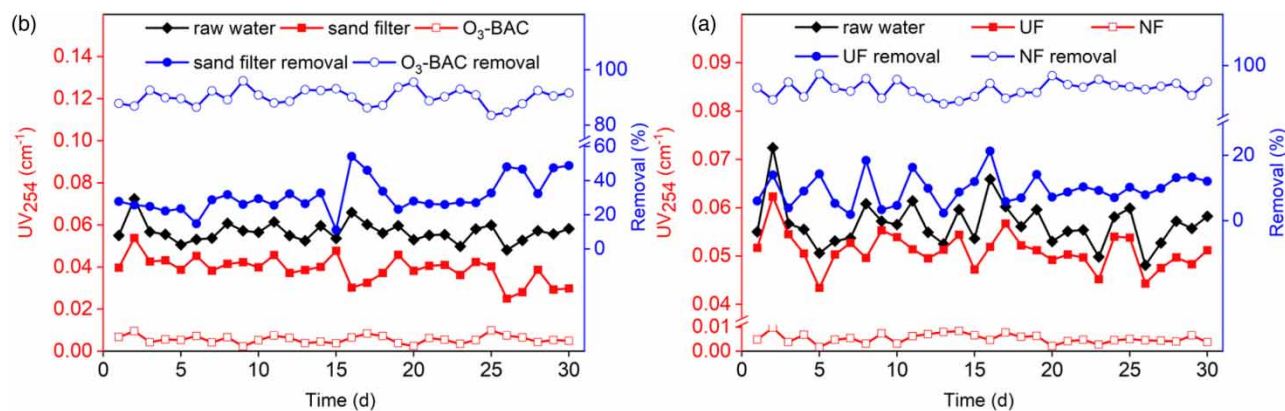 (b)
raw water sand filter O₃-BAC
sand filter removal O₃-BAC removal
0.14
0.12
0.10
0.08
0.06
0.04
0.02
0.00
UV₂₅₄ (cm⁻¹)
100
80
60
40
20
0
Removal (%)
0 5 10 15 20 25 30
Time (d)
(a)
raw water UF NF
UF removal NF removal
0.09
0.08
0.07
0.06
0.05
0.04
0.01
0.00
UV₂₅₄ (cm⁻¹)
100
20
0
Removal (%)
0 5 10 15 20 25 30
Time (d)